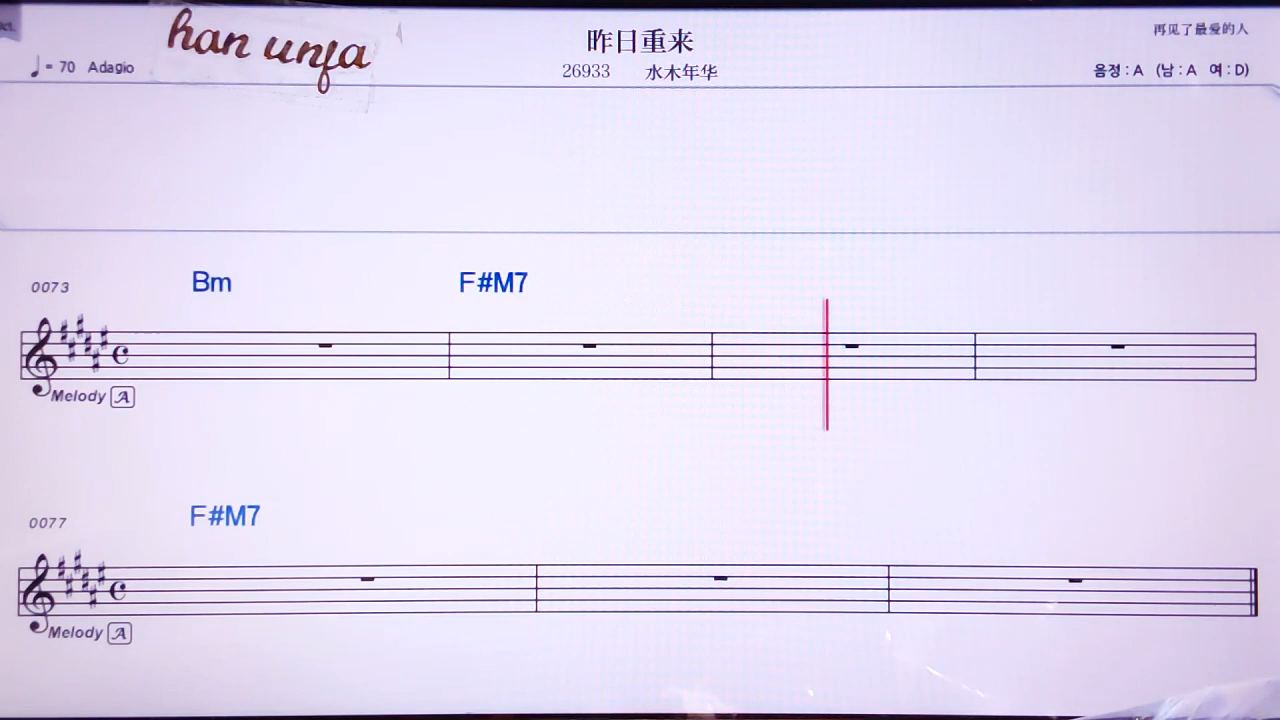 han unfa
昨日重来
再见了最爱的人
♩= 70 Adagio
26933 水木年华
음정 : A (남 : A 여 : D)
0073 Bm F#M7
Melody A
0077 F#M7
Melody A